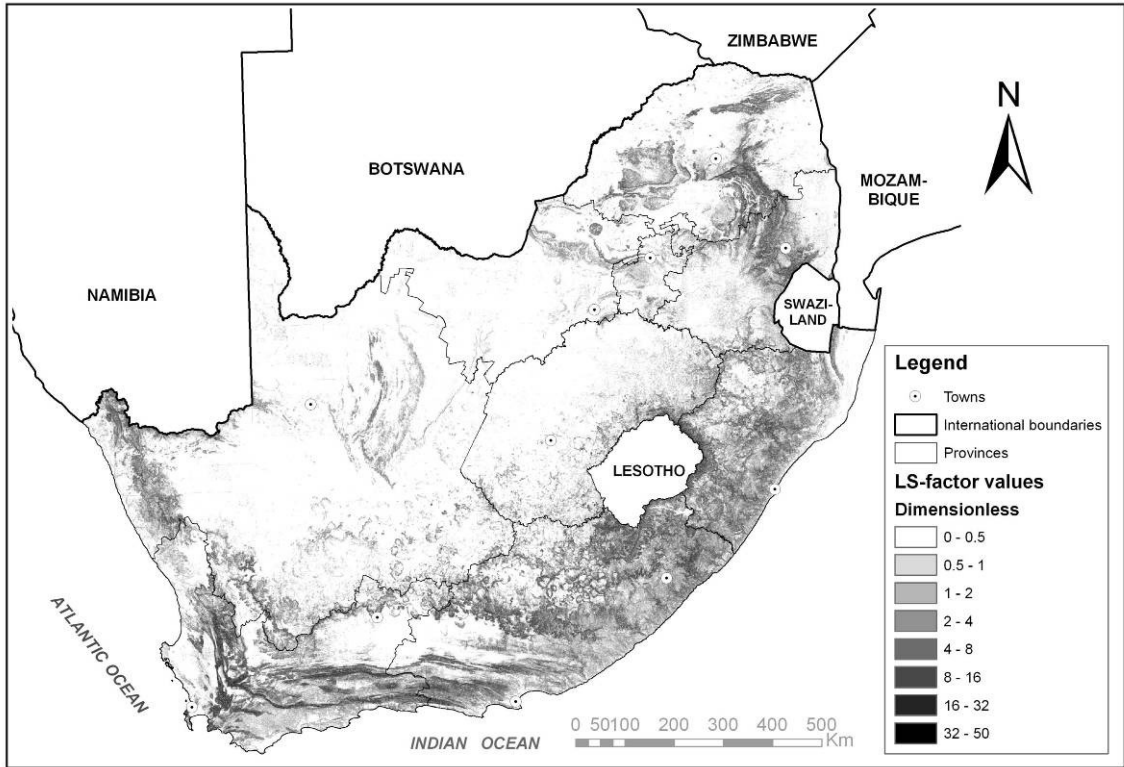 ZIMBABWE
N
BOTSWANA
MOZAM-
BIQUE
NAMIBIA
SWAZI-
LAND
LESOTHO
ATLANTIC OCEAN
INDIAN OCEAN
0 50100 200 300 400 500
Km
Legend
Towns
International boundaries
Provinces
LS-factor values
Dimensionless
0 - 0.5
0.5 - 1
1 - 2
2 - 4
4 - 8
8 - 16
16 - 32
32 - 50